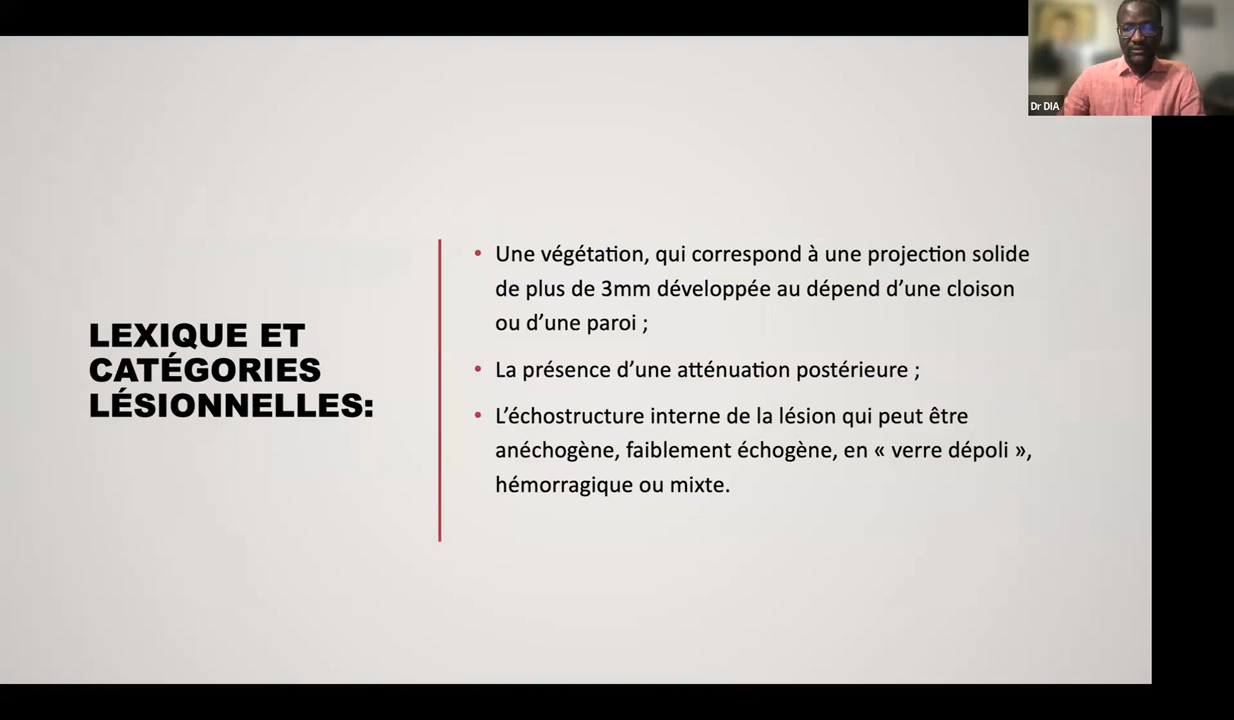 Dr DIA
LEXIQUE ET
CATÉGORIES
LÉSIONNELLES:
• Une végétation, qui correspond à une projection solide
de plus de 3mm développée au dépend d’une cloison
ou d’une paroi ;
• La présence d’une atténuation postérieure ;
• L’échostructure interne de la lésion qui peut être
anéchogène, faiblement échogène, en « verre dépoli »,
hémorragique ou mixte.